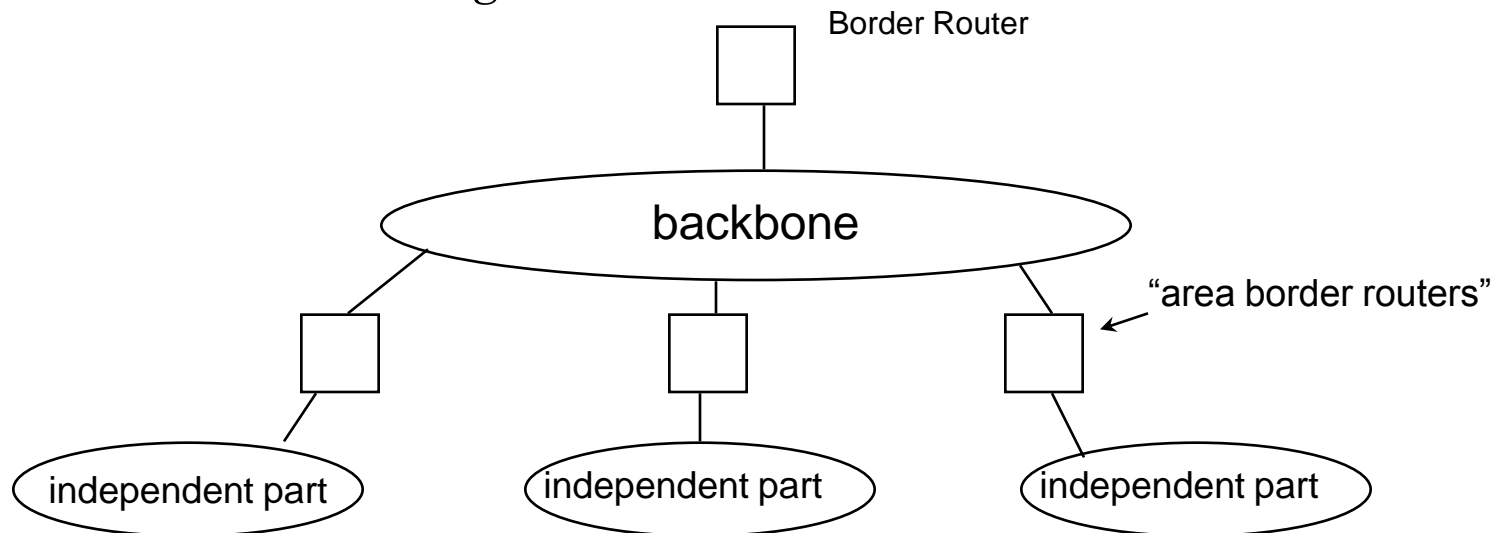 Border Router
backbone
“area border routers”
independent part
independent part
independent part